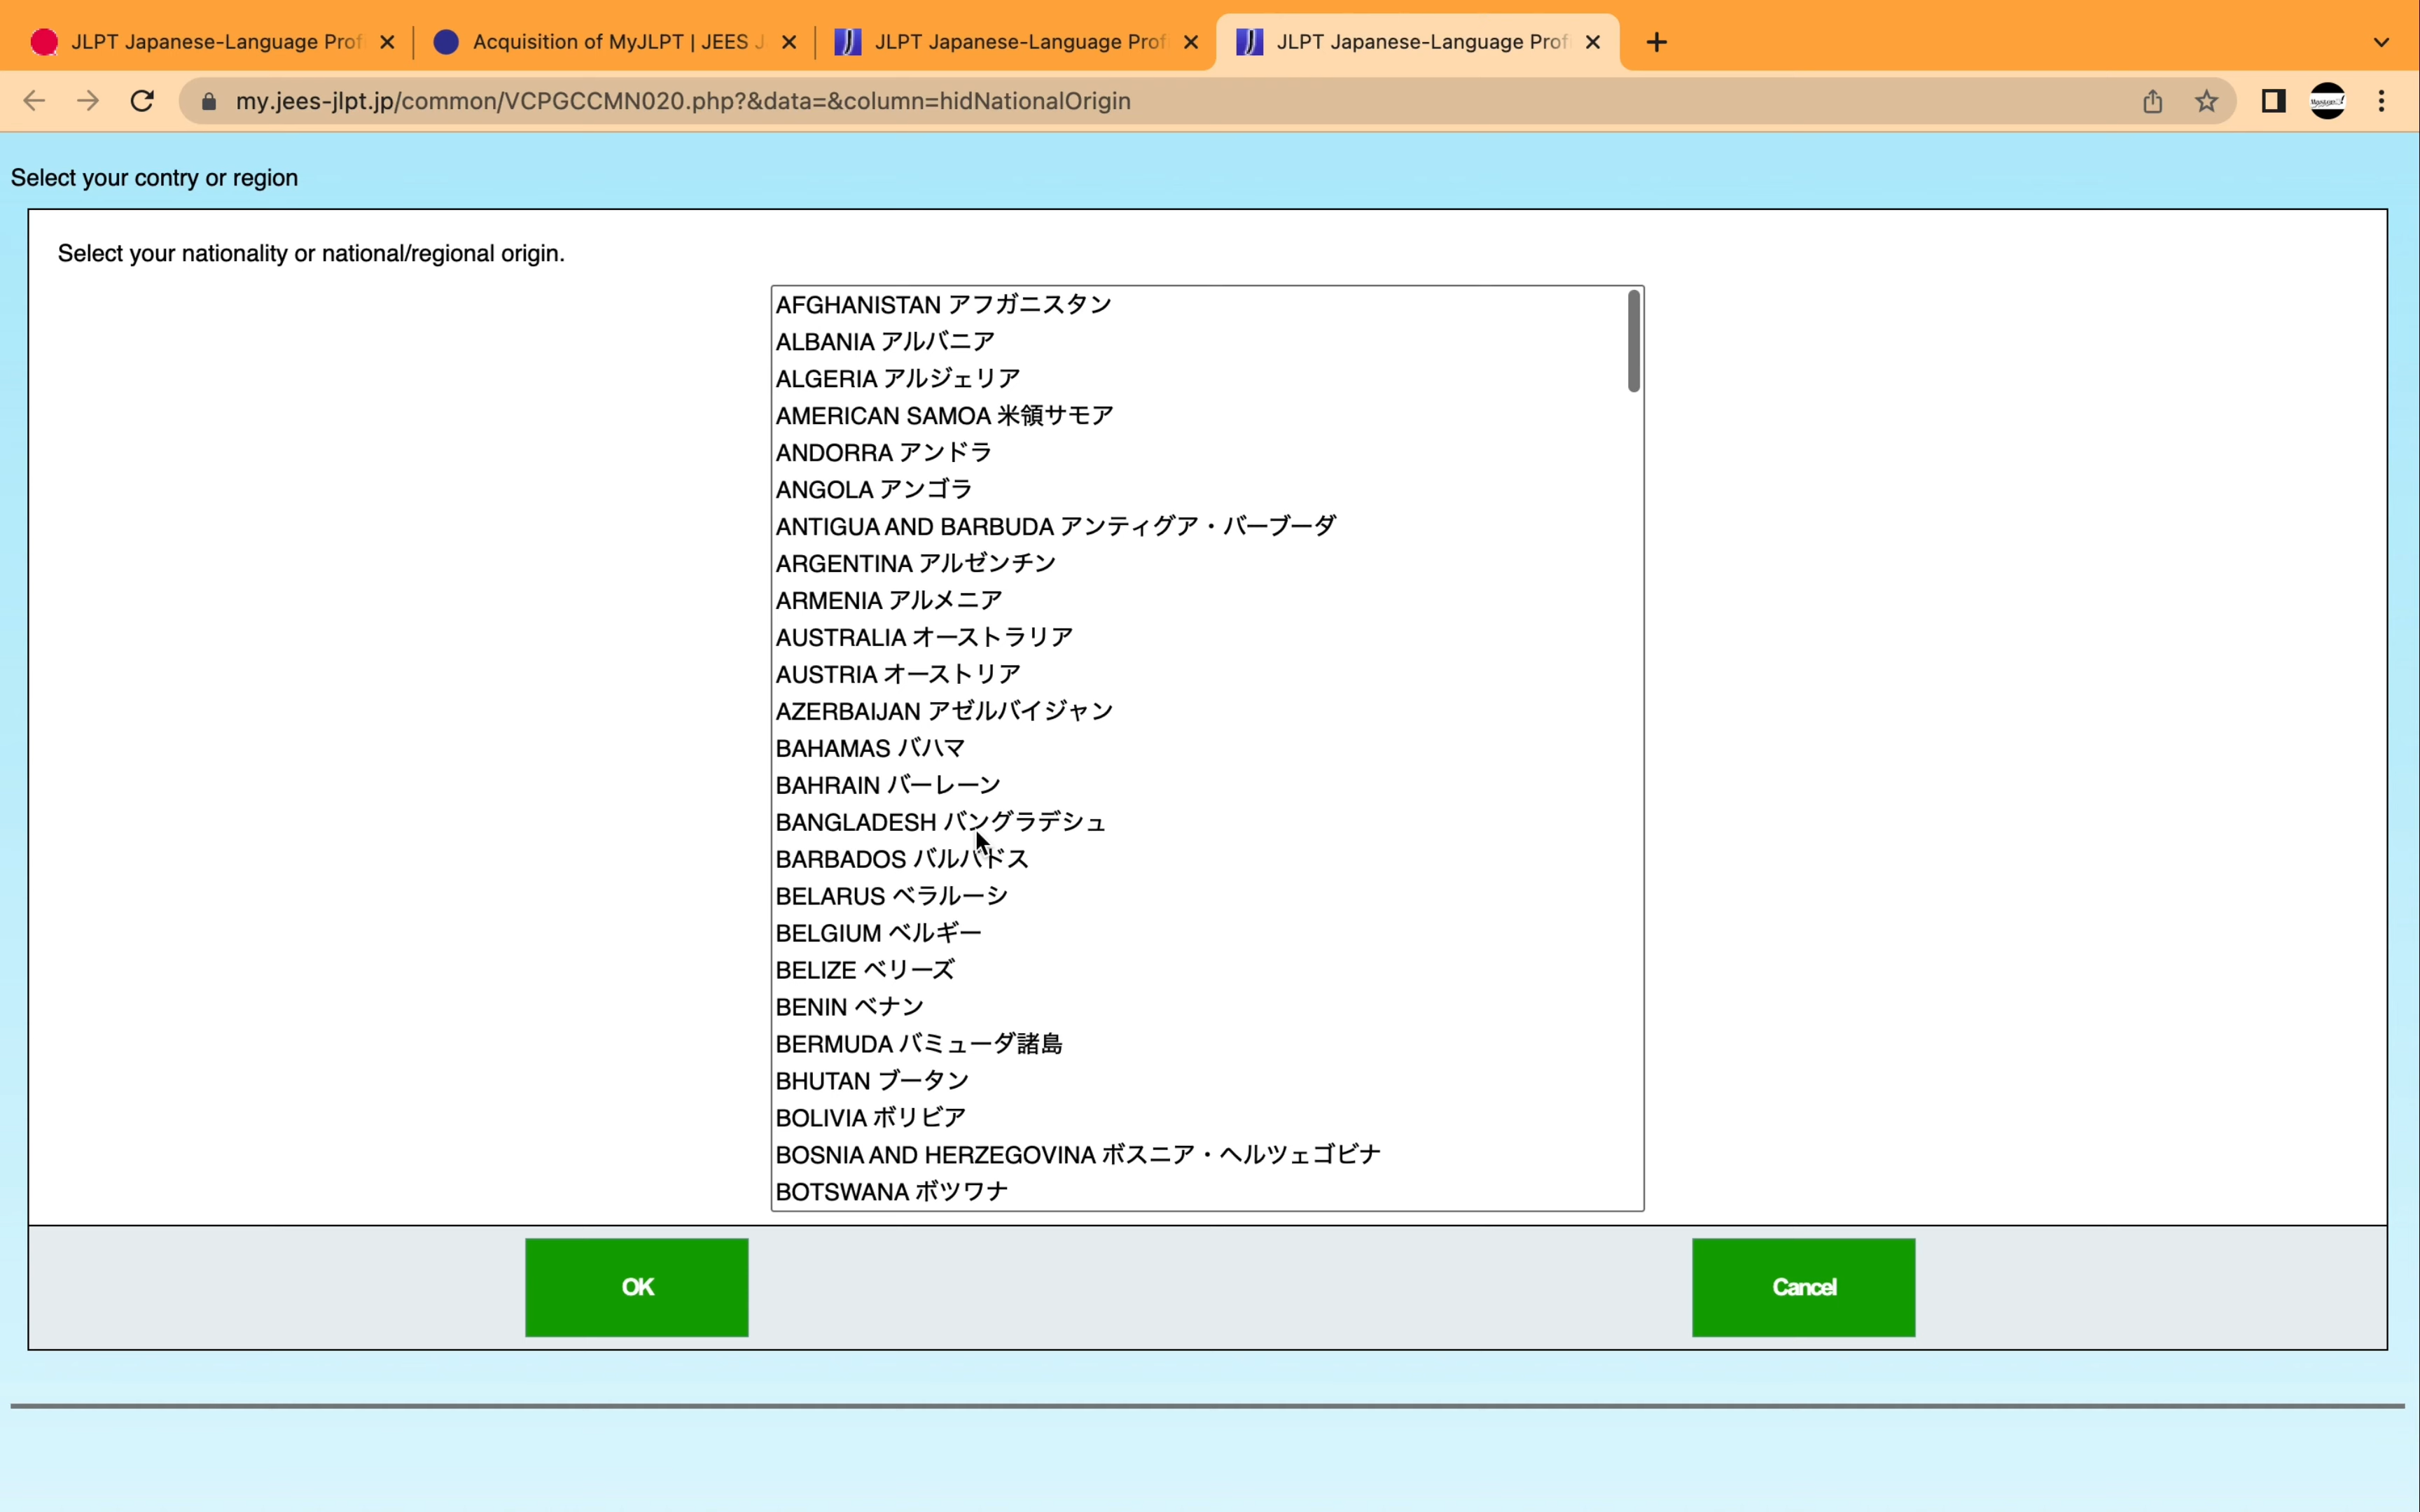 JLPT Japanese-Language Prof
Acquisition of MyJLPT | JEES J
JLPT Japanese-Language Prof
JLPT Japanese-Language Prof
my.jees-jlpt.jp/common/VCPGCCMN020.php?&data=&column=hidNationalOrigin
Select your contry or region
Select your nationality or national/regional origin.
AFGHANISTAN アフガニスタン
ALBANIA アルバニア
ALGERIA アルジェリア
AMERICAN SAMOA 米領サモア
ANDORRA アンドラ
ANGOLA アンゴラ
ANTIGUA AND BARBUDA アンティグア・バーブーダ
ARGENTINA アルゼンチン
ARMENIA アルメニア
AUSTRALIA オーストラリア
AUSTRIA オーストリア
AZERBAIJAN アゼルバイジャン
BAHAMAS バハマ
BAHRAIN バーレーン
BANGLADESH バングラデシュ
BARBADOS バルバドス
BELARUS ベラルーシ
BELGIUM ベルギー
BELIZE ベリーズ
BENIN ベナン
BERMUDA バミューダ諸島
BHUTAN ブータン
BOLIVIA ボリビア
BOSNIA AND HERZEGOVINA ボスニア・ヘルツェゴビナ
BOTSWANA ボツワナ
OK
Cancel